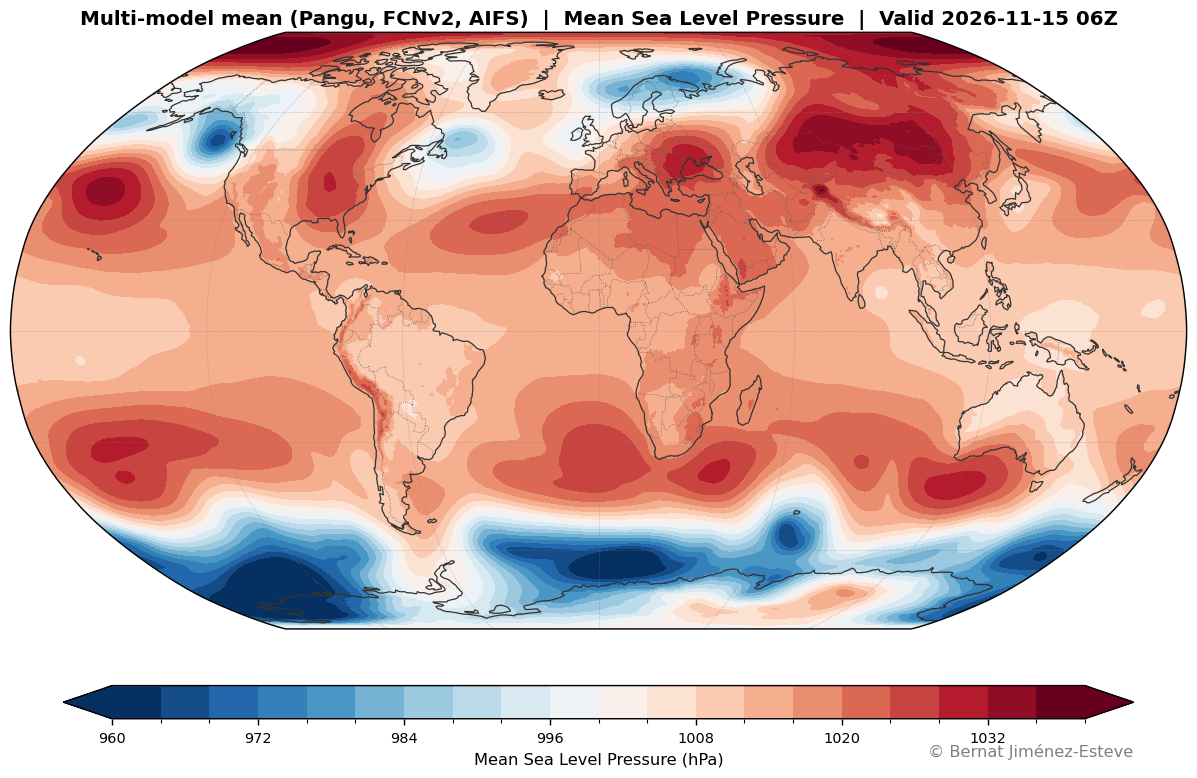 Multi-model mean (Pangu, FCNv2, AIFS)  |  Mean Sea Level Pressure  |  Valid 2026-11-15 06Z
960 972 984 996 1008 1020 1032
Mean Sea Level Pressure (hPa)
© Bernat Jiménez-Esteve